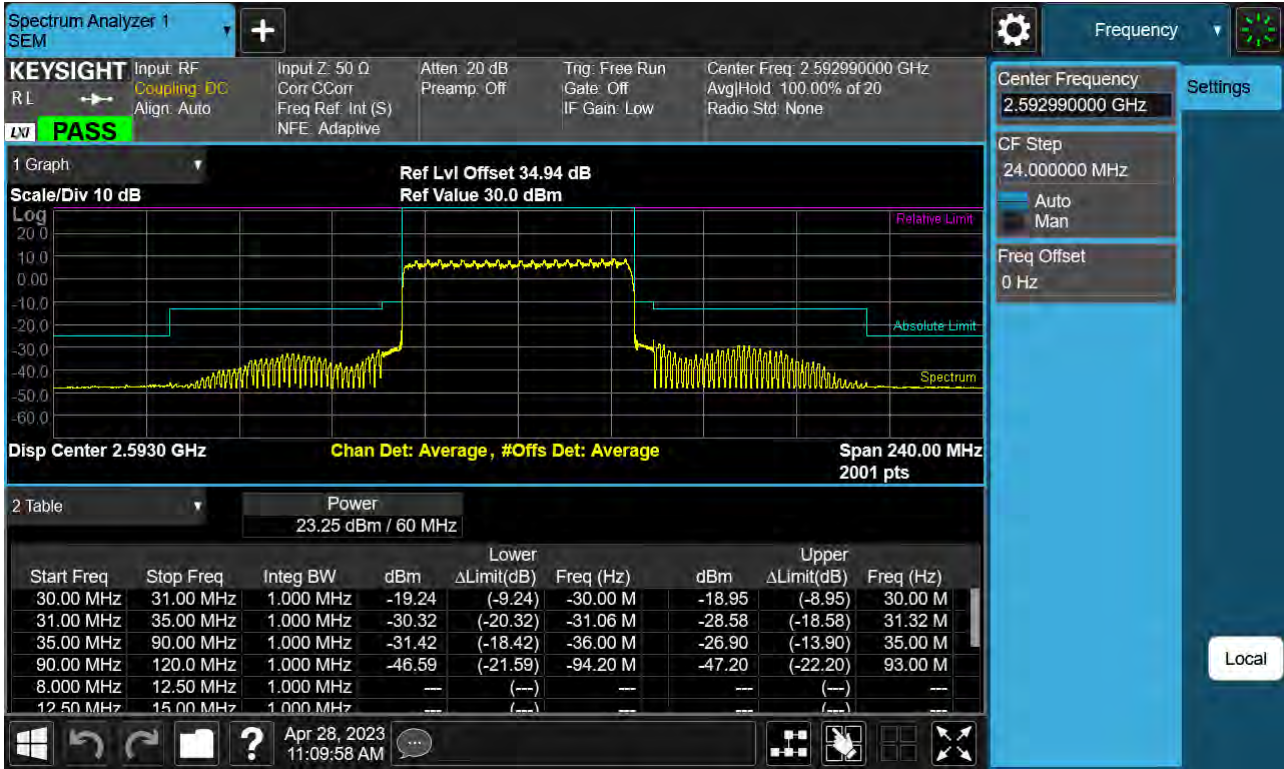 Spectrum Analyzer 1
SEM
Frequency
KEYSIGHT
RL
LXI
PASS
Input: RF
Coupling: DC
Align: Auto
Input Z: 50 Ω
Corr CCorr
Freq Ref: Int (S)
NFE: Adaptive
Atten: 20 dB
Preamp: Off
Trig: Free Run
Gate: Off
IF Gain: Low
Center Freq: 2.592990000 GHz
Avg|Hold: 100.00% of 20
Radio Std: None
Center Frequency
2.592990000 GHz
Settings
CF Step
24.000000 MHz
Auto
Man
Freq Offset
0 Hz
Local
1 Graph
Scale/Div 10 dB
Ref Lvl Offset 34.94 dB
Ref Value 30.0 dBm
Log
20.0
10.0
0.00
-10.0
-20.0
-30.0
-40.0
-50.0
-60.0
Relative Limit
Absolute Limit
Spectrum
Disp Center 2.5930 GHz
Chan Det: Average, #Offs Det: Average
Span 240.00 MHz
2001 pts
2 Table
Power
23.25 dBm / 60 MHz
Lower Upper
Start Freq Stop Freq Integ BW dBm ΔLimit(dB) Freq (Hz) dBm ΔLimit(dB) Freq (Hz)
30.00 MHz 31.00 MHz 1.000 MHz -19.24 (-9.24) -30.00 M -18.95 (-8.95) 30.00 M
31.00 MHz 35.00 MHz 1.000 MHz -30.32 (-20.32) -31.06 M -28.58 (-18.58) 31.32 M
35.00 MHz 90.00 MHz 1.000 MHz -31.42 (-18.42) -36.00 M -26.90 (-13.90) 35.00 M
90.00 MHz 120.0 MHz 1.000 MHz -46.59 (-21.59) -94.20 M -47.20 (-22.20) 93.00 M
8.000 MHz 12.50 MHz 1.000 MHz --- (---) --- --- (---) ---
12.50 MHz 15.00 MHz 1.000 MHz --- (---) --- --- (---) ---
Apr 28, 2023
11:09:58 AM